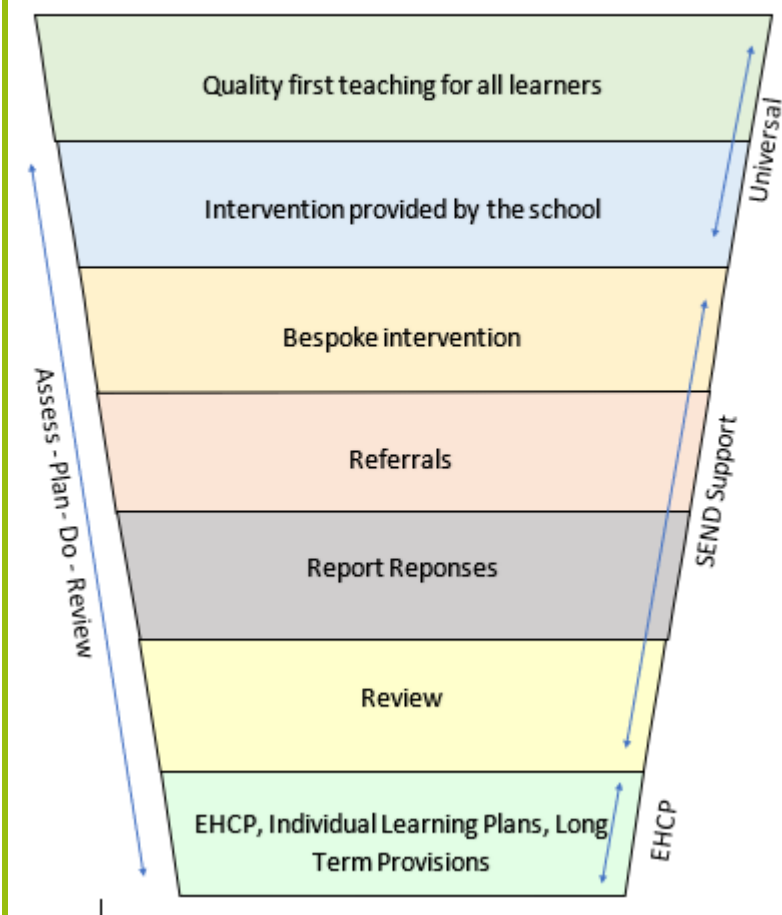 Quality first teaching for all learners
Universal
Intervention provided by the school
Bespoke intervention
Assess - Plan - Do - Review
Referrals
SEND Support
Report Reponses
Review
EHCP, Individual Learning Plans, Long
Term Provisions
EHCP